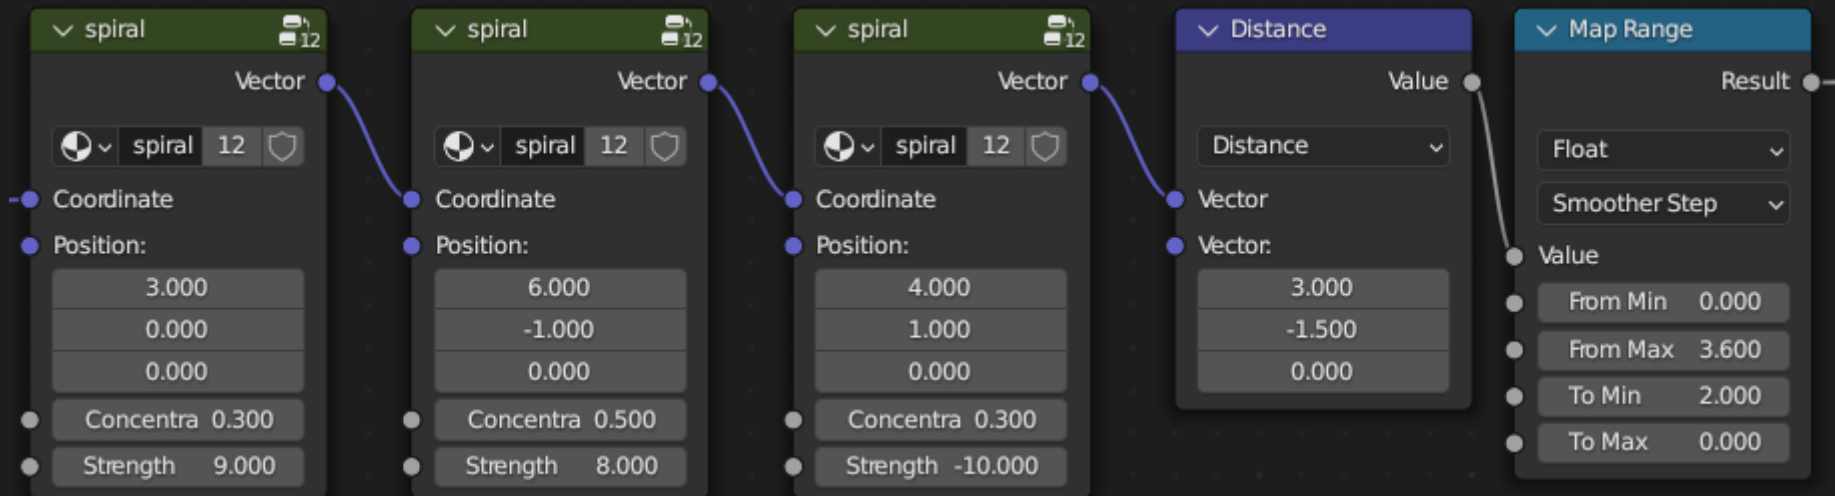 spiral 12
Vector
spiral 12
Coordinate
Position:
3.000
0.000
0.000
Concentra 0.300
Strength 9.000
spiral 12
Vector
spiral 12
Coordinate
Position:
6.000
-1.000
0.000
Concentra 0.500
Strength 8.000
spiral 12
Vector
spiral 12
Coordinate
Position:
4.000
1.000
0.000
Concentra 0.300
Strength -10.000
Distance
Value
Distance
Vector
Vector:
3.000
-1.500
0.000
Map Range
Result
Float
Smoother Step
Value
From Min 0.000
From Max 3.600
To Min 2.000
To Max 0.000